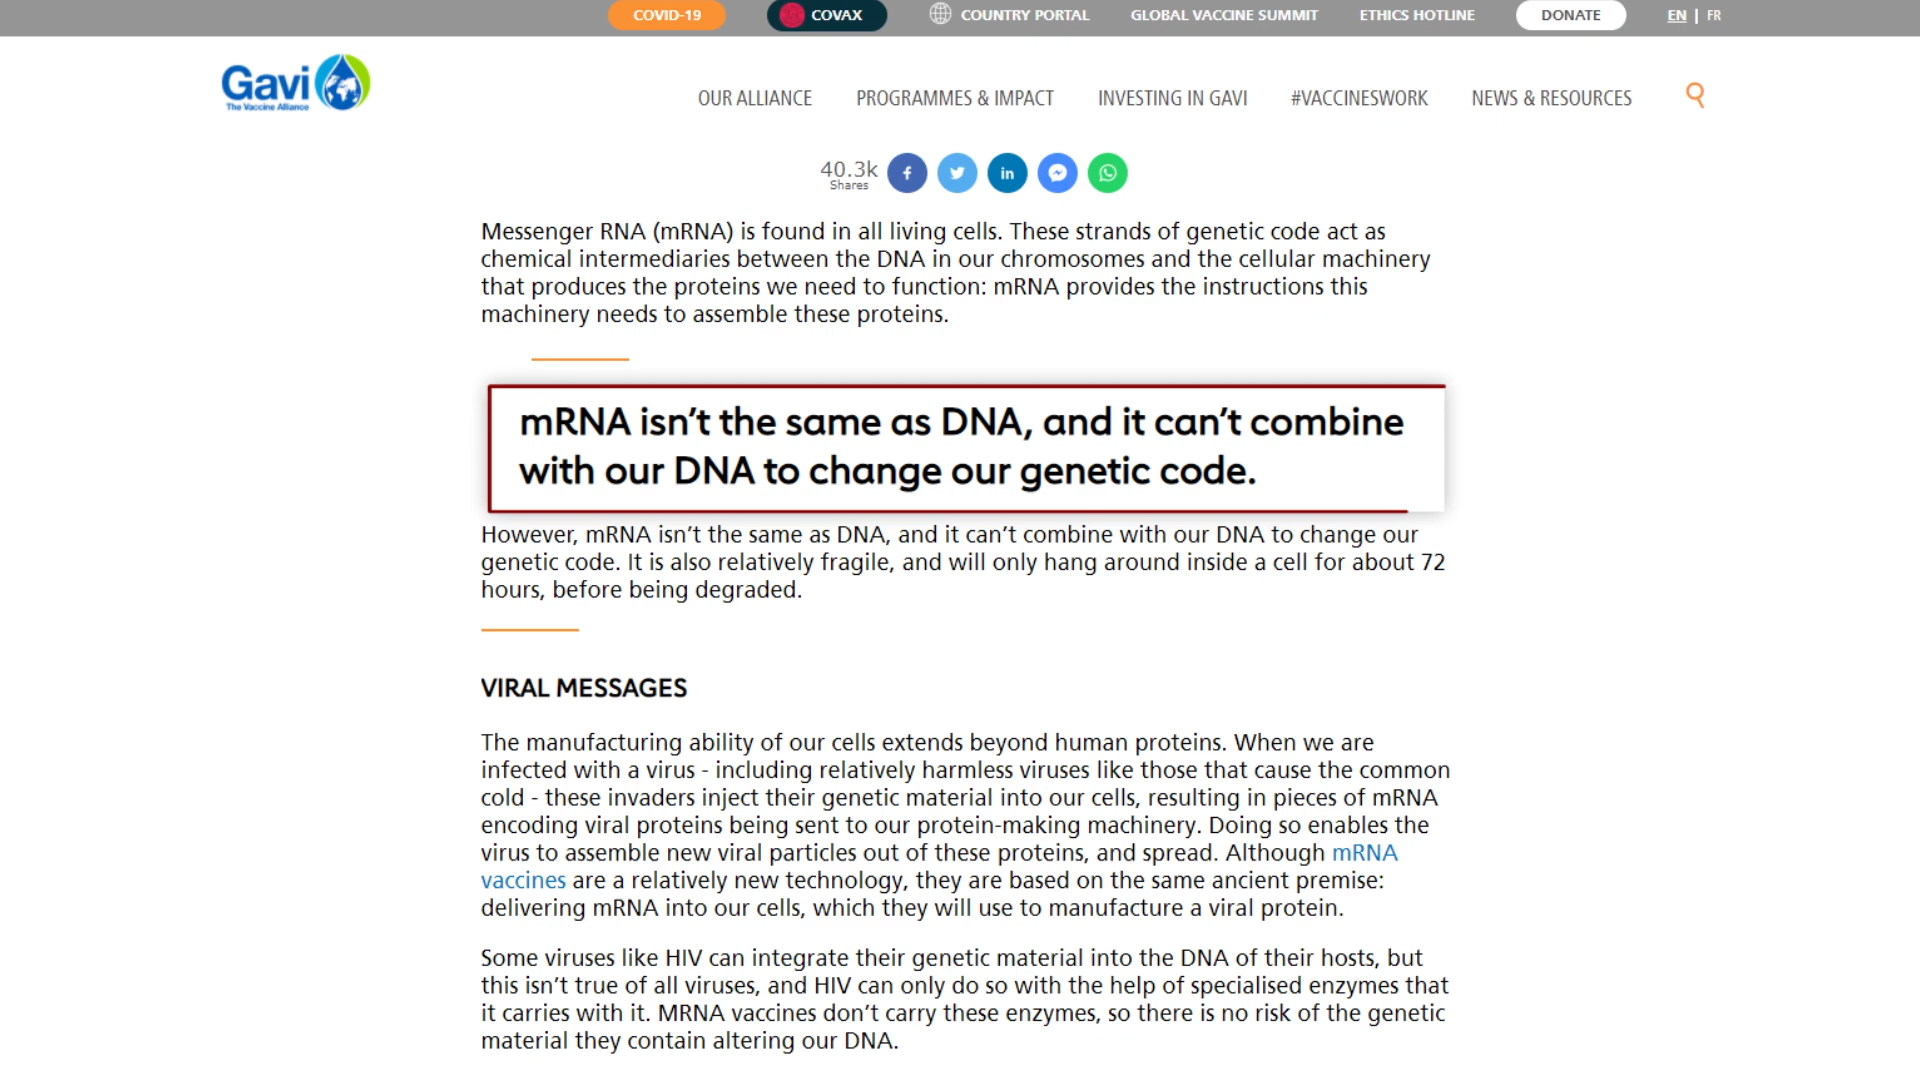 COVID-19 COVAX COUNTRY PORTAL GLOBAL VACCINE SUMMIT ETHICS HOTLINE DONATE EN | FR
Gavi
The Vaccine Alliance
OUR ALLIANCE PROGRAMMES & IMPACT INVESTING IN GAVI #VACCINESWORK NEWS & RESOURCES
40.3k
Shares
Messenger RNA (mRNA) is found in all living cells. These strands of genetic code act as
chemical intermediaries between the DNA in our chromosomes and the cellular machinery
that produces the proteins we need to function: mRNA provides the instructions this
machinery needs to assemble these proteins.
mRNA isn’t the same as DNA, and it can’t combine
with our DNA to change our genetic code.
However, mRNA isn’t the same as DNA, and it can’t combine with our DNA to change our
genetic code. It is also relatively fragile, and will only hang around inside a cell for about 72
hours, before being degraded.
VIRAL MESSAGES
The manufacturing ability of our cells extends beyond human proteins. When we are
infected with a virus - including relatively harmless viruses like those that cause the common
cold - these invaders inject their genetic material into our cells, resulting in pieces of mRNA
encoding viral proteins being sent to our protein-making machinery. Doing so enables the
virus to assemble new viral particles out of these proteins, and spread. Although mRNA
vaccines are a relatively new technology, they are based on the same ancient premise:
delivering mRNA into our cells, which they will use to manufacture a viral protein.
Some viruses like HIV can integrate their genetic material into the DNA of their hosts, but
this isn’t true of all viruses, and HIV can only do so with the help of specialised enzymes that
it carries with it. MRNA vaccines don’t carry these enzymes, so there is no risk of the genetic
material they contain altering our DNA.